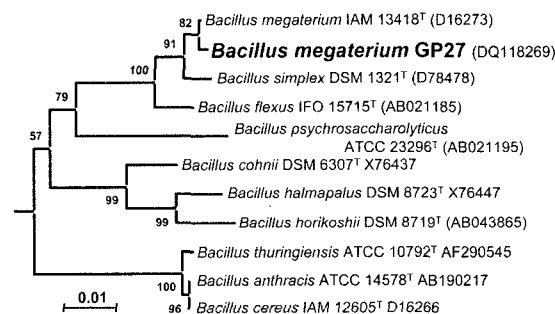 82
Bacillus megaterium IAM 13418ᵀ (D16273)
91
Bacillus megaterium GP27 (DQ118269)
100
Bacillus simplex DSM 1321ᵀ (D78478)
79
Bacillus flexus IFO 15715ᵀ (AB021185)
57
Bacillus psychrosaccharolyticus
ATCC 23296ᵀ (AB021195)
Bacillus cohnii DSM 6307ᵀ X76437
99
Bacillus halmapalus DSM 8723ᵀ X76447
99
Bacillus horikoshii DSM 8719ᵀ (AB043865)
Bacillus thuringiensis ATCC 10792ᵀ AF290545
100
Bacillus anthracis ATCC 14578ᵀ AB190217
0.01
96
Bacillus cereus IAM 12605ᵀ D16266